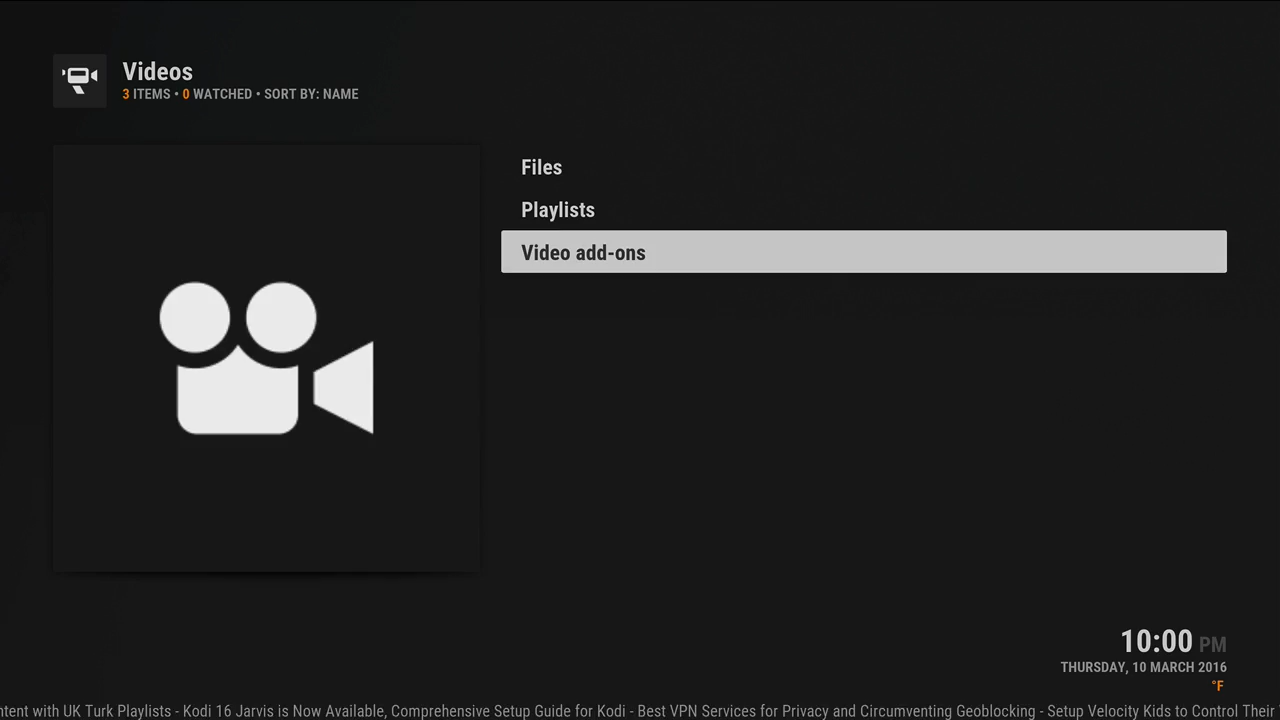 Videos
3 ITEMS • 0 WATCHED • SORT BY: NAME
Files
Playlists
Video add-ons
10:00 PM
THURSDAY, 10 MARCH 2016
°F
with UK Turk Playlists - Kodi 16 Jarvis is Now Available, Comprehensive Setup Guide for Kodi - Best VPN Services for Privacy and Circumventing Geoblocking - Setup Velocity Kids to Control Their